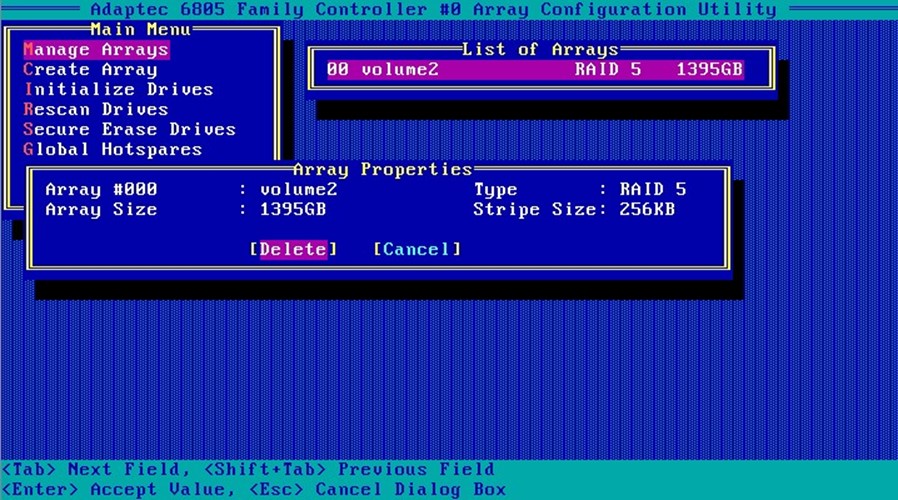 Adaptec 6805 Family Controller #0 Array Configuration Utility
Main Menu
Manage Arrays
Create Array
Initialize Drives
Rescan Drives
Secure Erase Drives
Global Hotspares
List of Arrays
00 volume2 RAID 5 1395GB
Array Properties
Array #000 : volume2 Type : RAID 5
Array Size : 1395GB Stripe Size: 256KB
[Delete] [Cancel]
<Tab> Next Field, <Shift+Tab> Previous Field
<Enter> Accept Value, <Esc> Cancel Dialog Box